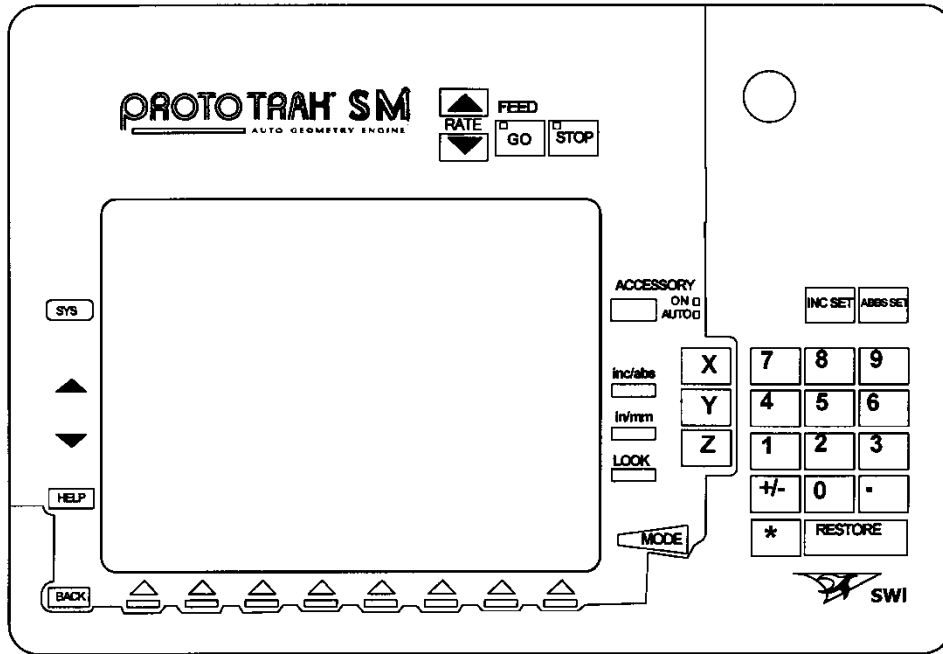 PROTOTRAK SM
AUTO GEOMETRY ENGINE
FEED
RATE
GO
STOP
SYS
ACCESSORY
ON
AUTO
INC SET
ABBS SET
inc/abs
in/mm
LOOK
X
Y
Z
7 8 9
4 5 6
1 2 3
+/- 0 .
* RESTORE
HELP
MODE
BACK
SWI